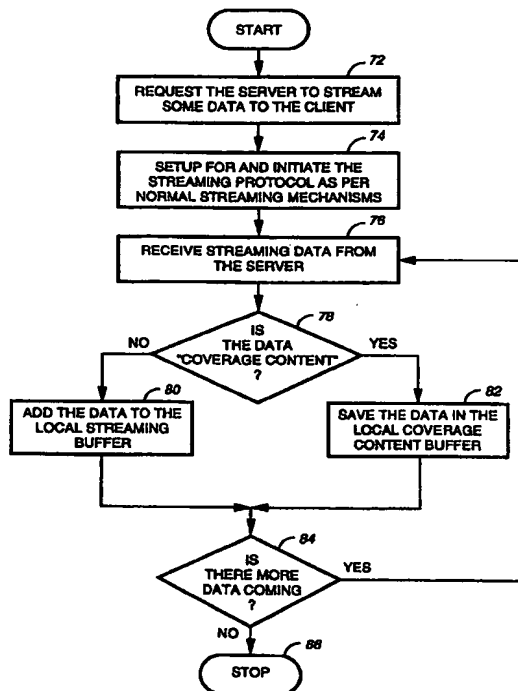 START
72
REQUEST THE SERVER TO STREAM
SOME DATA TO THE CLIENT
74
SETUP FOR AND INITIATE THE
STREAMING PROTOCOL AS PER
NORMAL STREAMING MECHANISMS
76
RECEIVE STREAMING DATA FROM
THE SERVER
78
IS
THE DATA
"COVERAGE CONTENT"
?
NO
YES
80
ADD THE DATA TO THE
LOCAL STREAMING
BUFFER
82
SAVE THE DATA IN THE
LOCAL COVERAGE
CONTENT BUFFER
84
IS
THERE MORE
DATA COMING
?
YES
NO
86
STOP